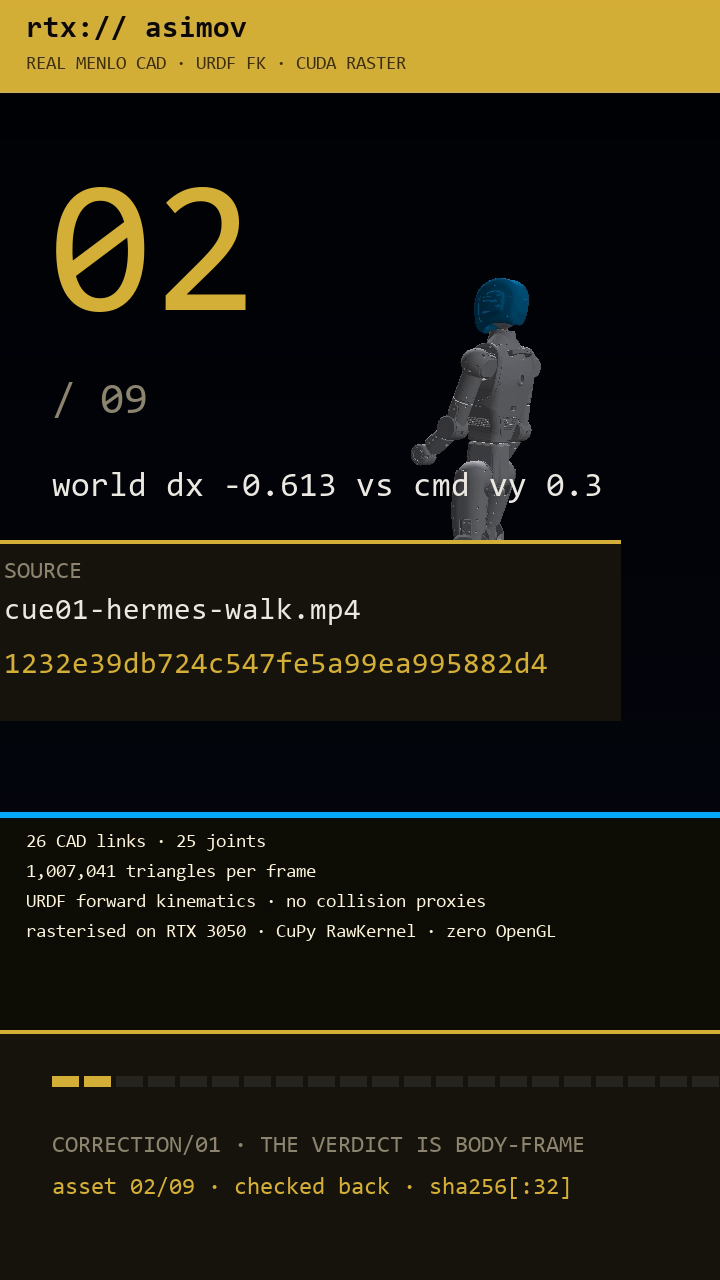 rtx:// asimov
REAL MENLO CAD · URDF FK · CUDA RASTER
02
/ 09
world dx -0.613 vs cmd vy 0.3
SOURCE
cue01-hermes-walk.mp4
1232e39db724c547fe5a99ea995882d4
26 CAD links · 25 joints
1,007,041 triangles per frame
URDF forward kinematics · no collision proxies
rasterised on RTX 3050 · CuPy RawKernel · zero OpenGL
CORRECTION/01 · THE VERDICT IS BODY-FRAME
asset 02/09 · checked back · sha256[:32]